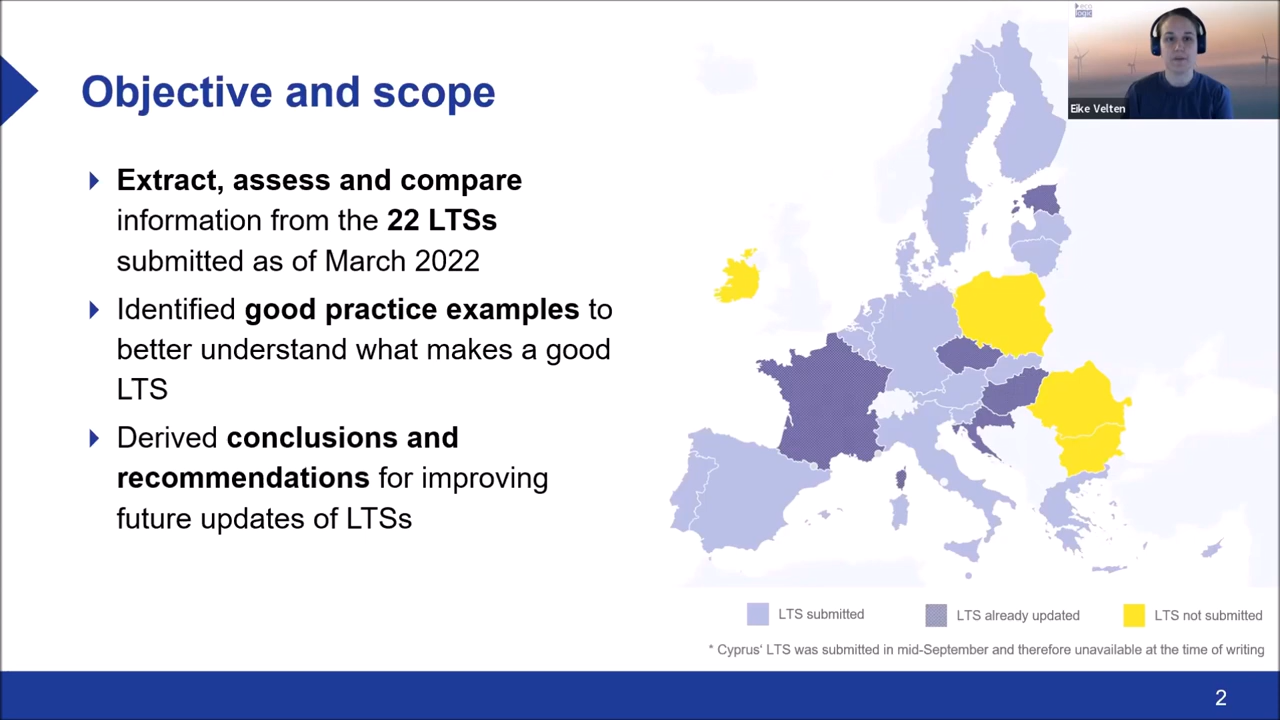 eco
logic
Eike Velten
Objective and scope
Extract, assess and compare
information from the 22 LTSs
submitted as of March 2022
Identified good practice examples to
better understand what makes a good
LTS
Derived conclusions and
recommendations for improving
future updates of LTSs
LTS submitted
LTS already updated
LTS not submitted
* Cyprus' LTS was submitted in mid-September and therefore unavailable at the time of writing
2